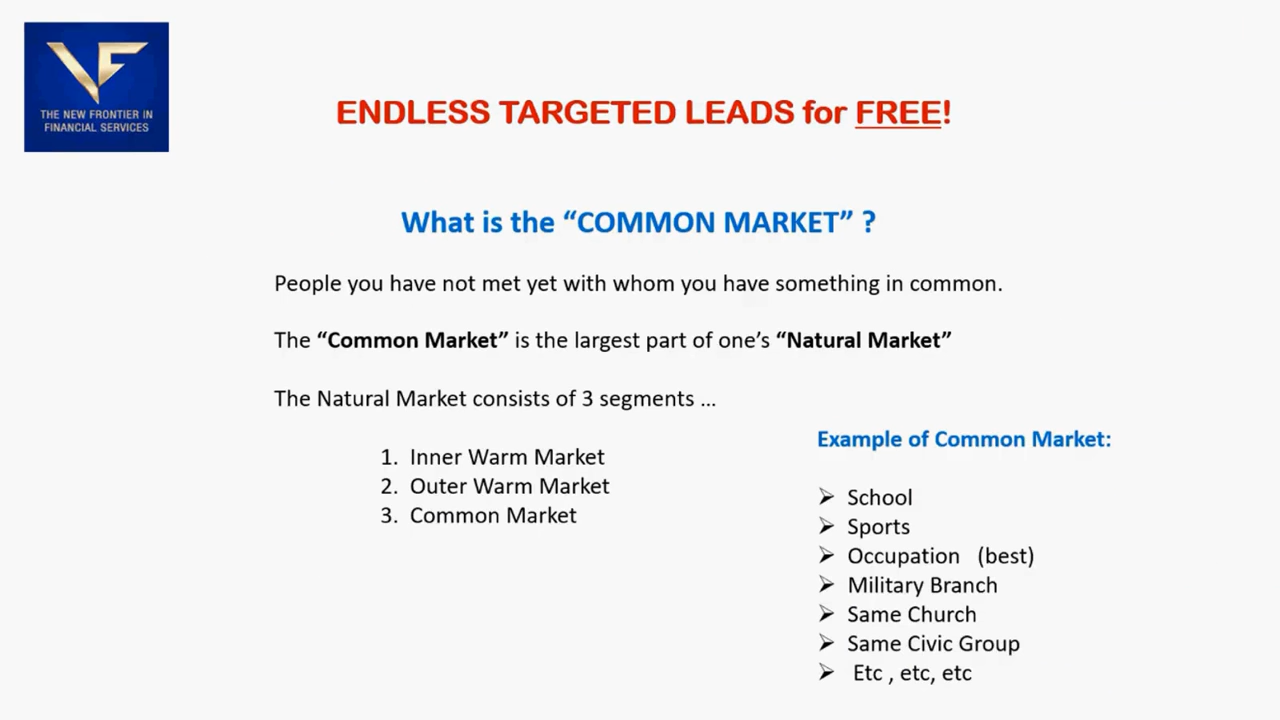 VF
THE NEW FRONTIER IN
FINANCIAL SERVICES
ENDLESS TARGETED LEADS for FREE!
What is the “COMMON MARKET” ?
People you have not met yet with whom you have something in common.
The “Common Market” is the largest part of one’s “Natural Market”
The Natural Market consists of 3 segments ...
1. Inner Warm Market
2. Outer Warm Market
3. Common Market
Example of Common Market:
➢ School
➢ Sports
➢ Occupation (best)
➢ Military Branch
➢ Same Church
➢ Same Civic Group
➢ Etc , etc, etc